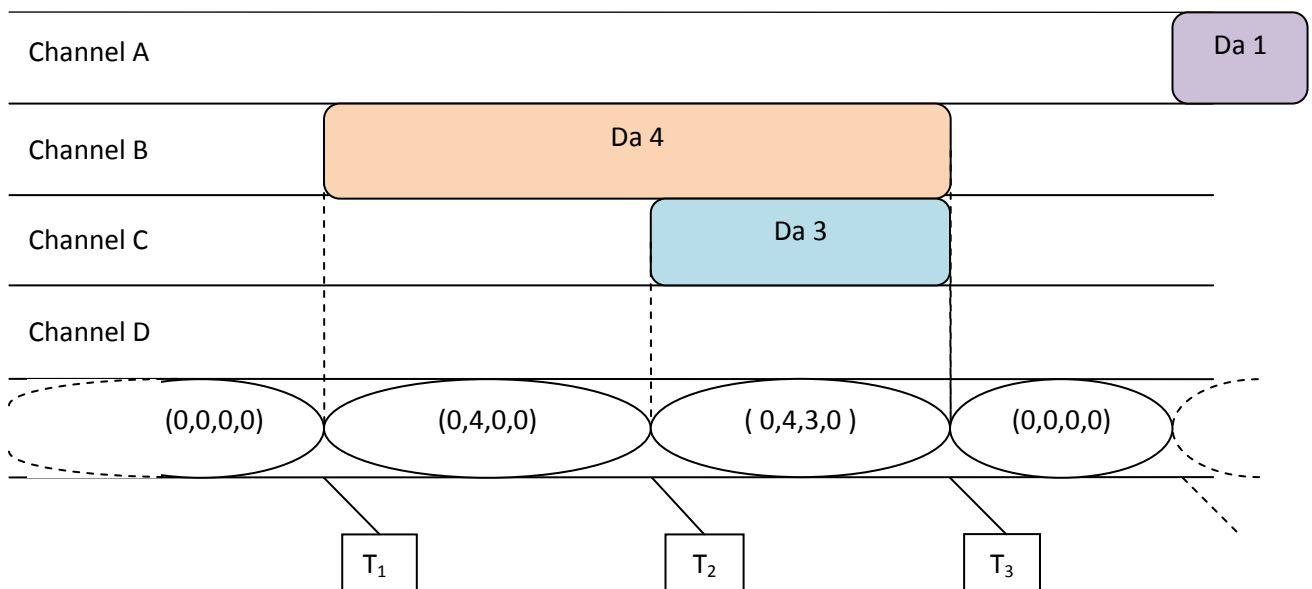 Channel A
Da 1
Channel B
Da 4
Channel C
Da 3
Channel D
(0,0,0,0)
(0,4,0,0)
( 0,4,3,0 )
(0,0,0,0)
T₁
T₂
T₃